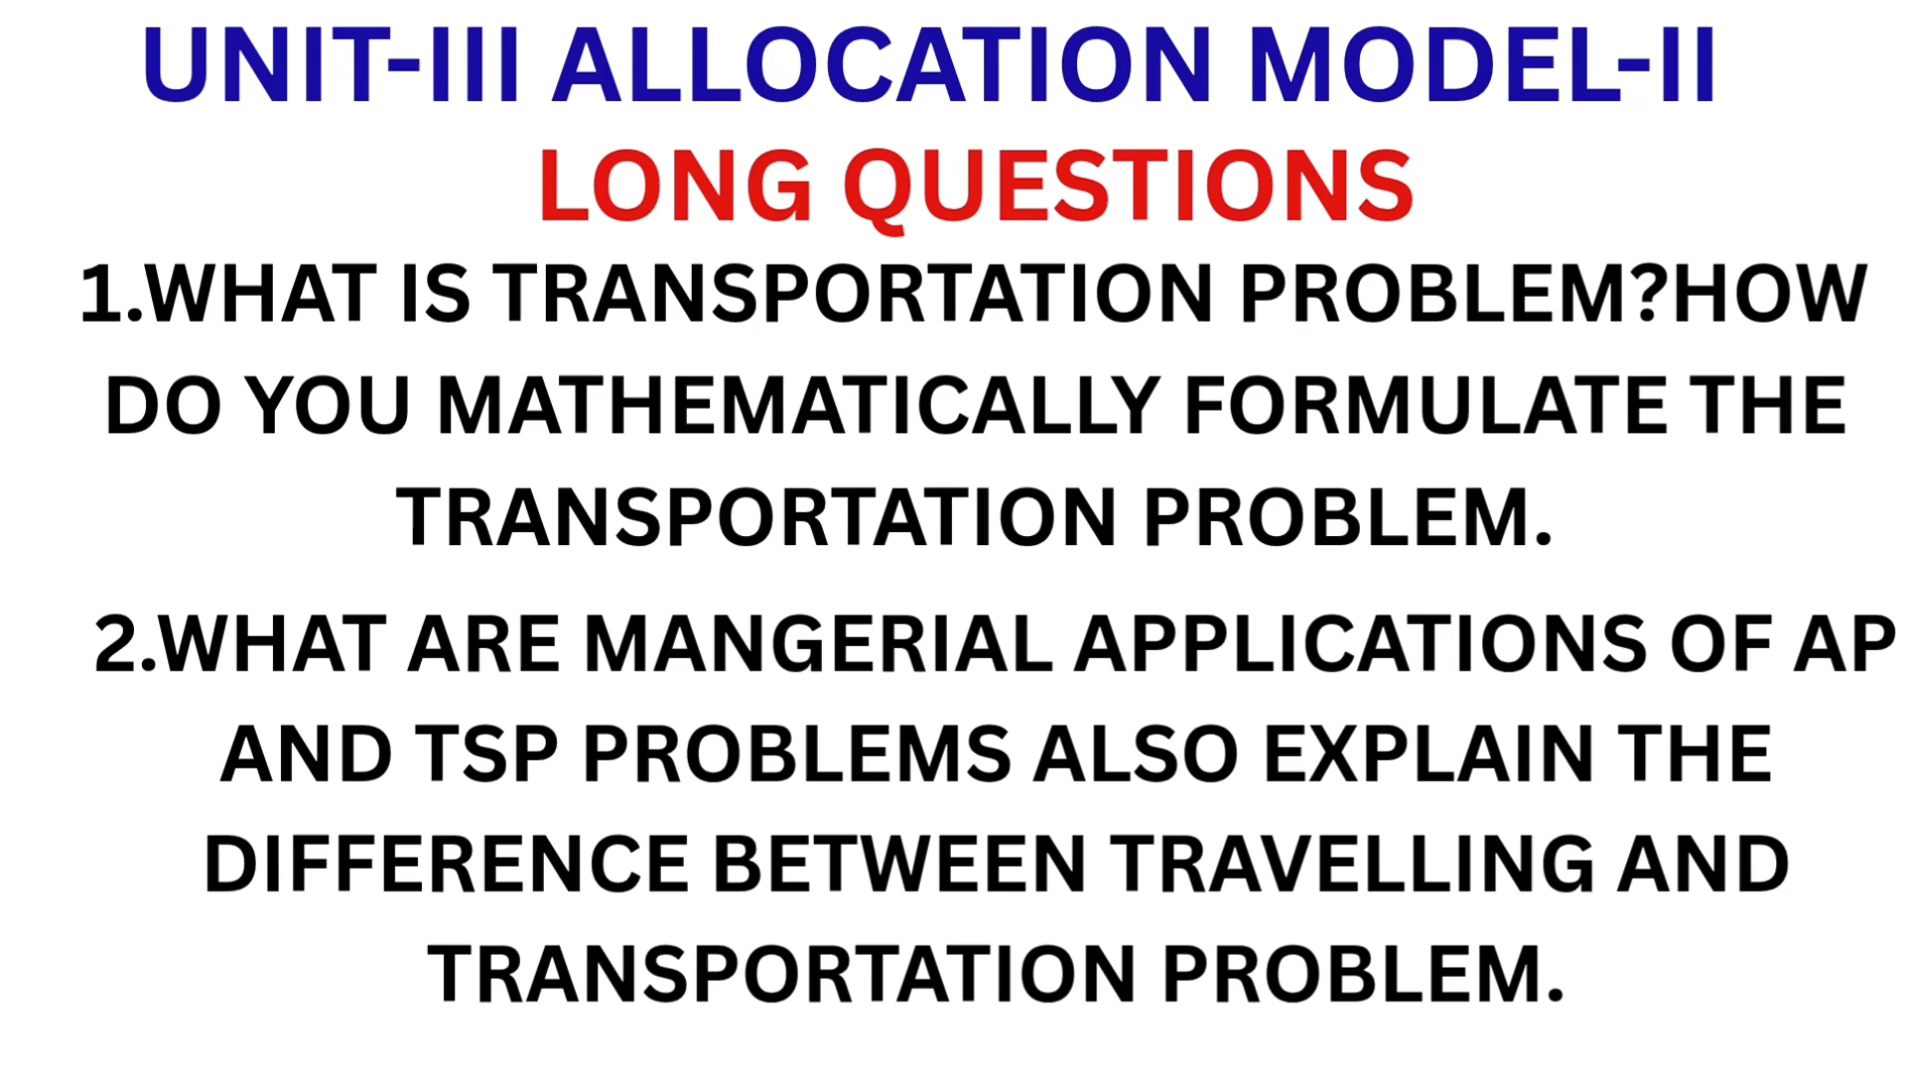 UNIT-III ALLOCATION MODEL-II
LONG QUESTIONS
1.WHAT IS TRANSPORTATION PROBLEM?HOW
DO YOU MATHEMATICALLY FORMULATE THE
TRANSPORTATION PROBLEM.
2.WHAT ARE MANGERIAL APPLICATIONS OF AP
AND TSP PROBLEMS ALSO EXPLAIN THE
DIFFERENCE BETWEEN TRAVELLING AND
TRANSPORTATION PROBLEM.